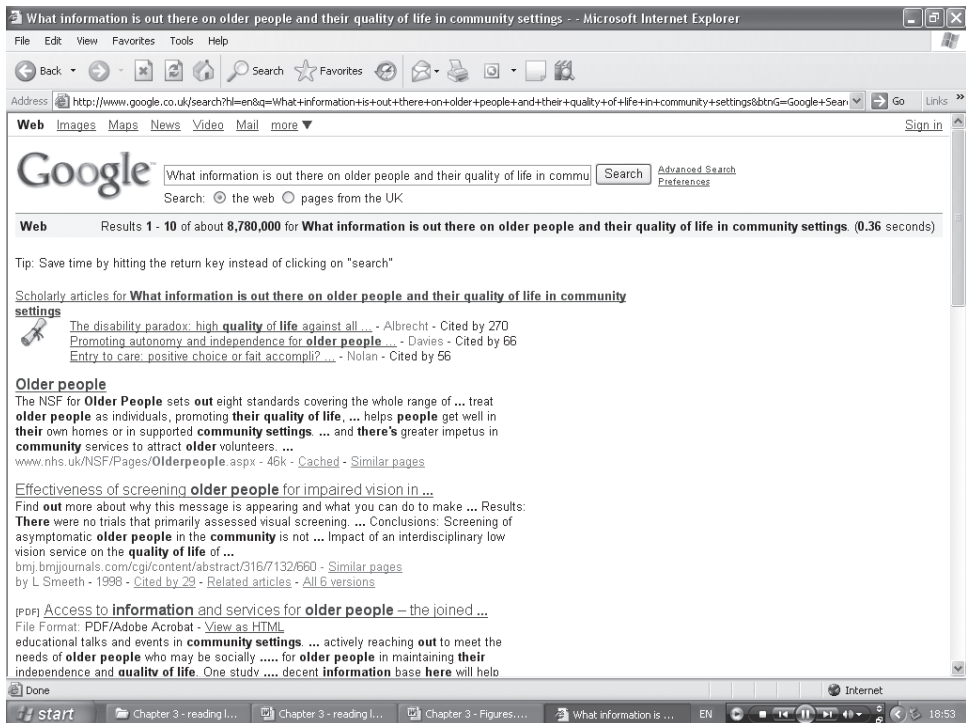 What information is out there on older people and their quality of life in community settings - - Microsoft Internet Explorer
File Edit View Favorites Tools Help
Back Search Favorites
Address http://www.google.co.uk/search?hl=en&q=What+information+is+out+there+on+older+people+and+their+quality+of+life+in+community+settings&btnG=Google+Sear Go Links »
Web Images Maps News Video Mail more ▼ Sign in
Google What information is out there on older people and their quality of life in commu Search Advanced Search
Preferences
Search: the web pages from the UK
Web Results 1 - 10 of about 8,780,000 for What information is out there on older people and their quality of life in community settings. (0.36 seconds)
Tip: Save time by hitting the return key instead of clicking on "search"
Scholarly articles for What information is out there on older people and their quality of life in community
settings
The disability paradox: high quality of life against all ... - Albrecht - Cited by 270
Promoting autonomy and independence for older people ... - Davies - Cited by 66
Entry to care: positive choice or fait accompli? ... - Nolan - Cited by 56
Older people
The NSF for Older People sets out eight standards covering the whole range of ... treat
older people as individuals, promoting their quality of life, ... helps people get well in
their own homes or in supported community settings. ... and there's greater impetus in
community services to attract older volunteers. ...
www.nhs.uk/NSF/Pages/Olderpeople.aspx - 46k - Cached - Similar pages
Effectiveness of screening older people for impaired vision in ...
Find out more about why this message is appearing and what you can do to make ... Results:
There were no trials that primarily assessed visual screening. ... Conclusions: Screening of
asymptomatic older people in the community is not ... Impact of an interdisciplinary low
vision service on the quality of life of ...
bmj.bmjjournals.com/cgi/content/abstract/316/7132/660 - Similar pages
by L Smeeth - 1998 - Cited by 29 - Related articles - All 6 versions
[PDF] Access to information and services for older people – the joined ...
File Format: PDF/Adobe Acrobat - View as HTML
educational talks and events in community settings. ... actively reaching out to meet the
needs of older people who may be socially ..... for older people in maintaining their
independence and quality of life. One study .... decent information base here will help
Done Internet
start Chapter 3 - reading l... Chapter 3 - reading l... Chapter 3 - Figures.... What information is ... EN 18:53